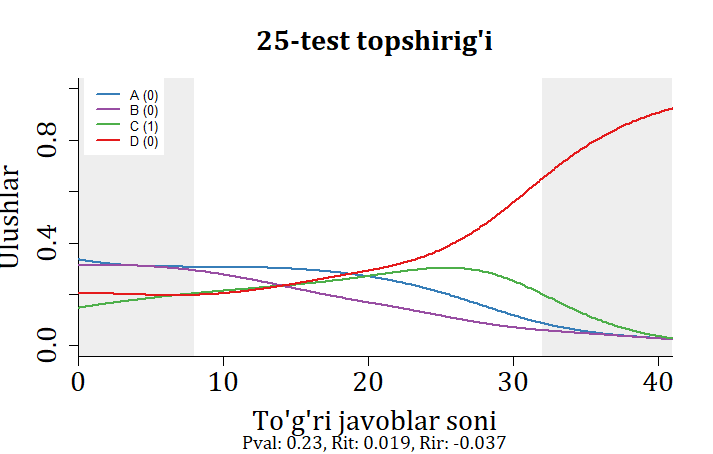 25-test topshirig'i
A (0)
B (0)
C (1)
D (0)
Ulushlar
0.8
0.4
0.0
0
10
20
30
40
To'g'ri javoblar soni
Pval: 0.23, Rit: 0.019, Rir: -0.037